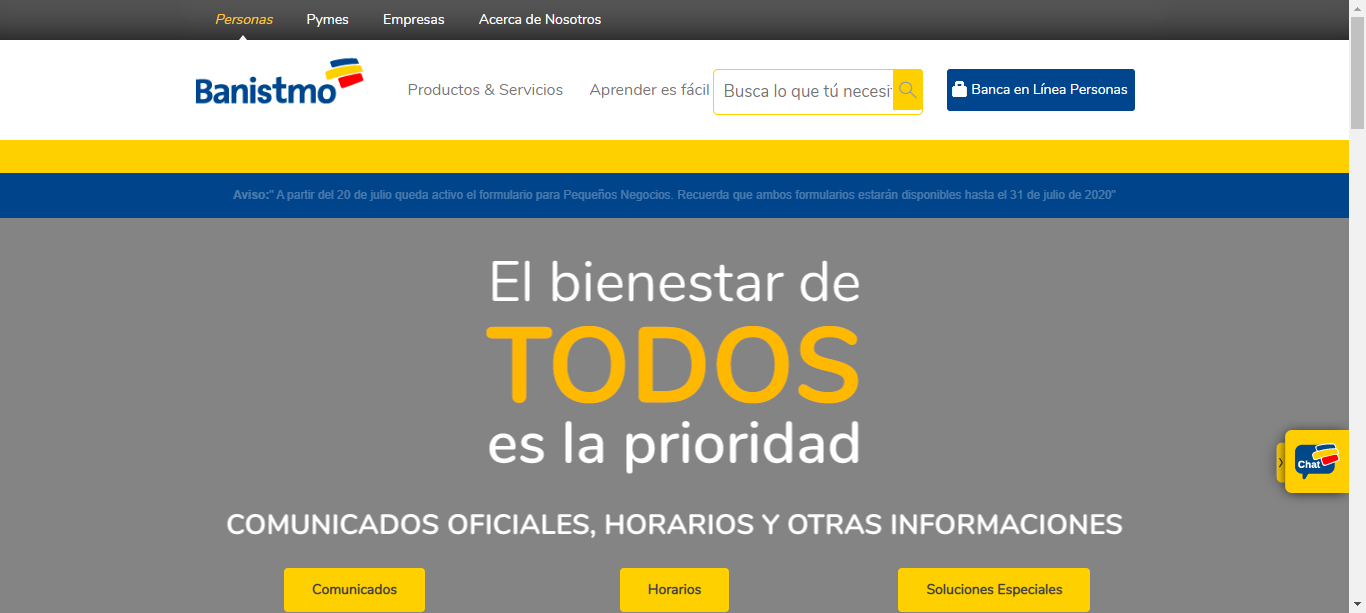 Personas Pymes Empresas Acerca de Nosotros
Banistmo
Productos & Servicios Aprender es fácil Busca lo que tú necesi Banca en Línea Personas
Aviso:" A partir del 20 de julio queda activo el formulario para Pequeños Negocios. Recuerda que ambos formularios estarán disponibles hasta el 31 de julio de 2020"
El bienestar de
TODOS
es la prioridad
Chat
COMUNICADOS OFICIALES, HORARIOS Y OTRAS INFORMACIONES
Comunicados Horarios Soluciones Especiales